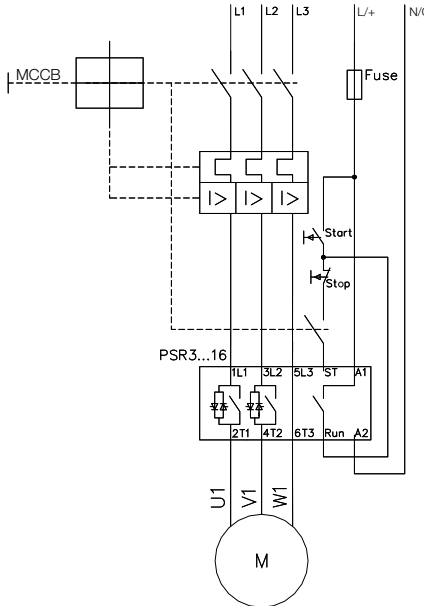 L1 L2 L3 L/+
MCCB
Fuse
I> I> I>
Start
Stop
PSR3...16
1L1 3L2 5L3 ST A1
2T1 4T2 6T3 Run A2
U1 V1 W1
M